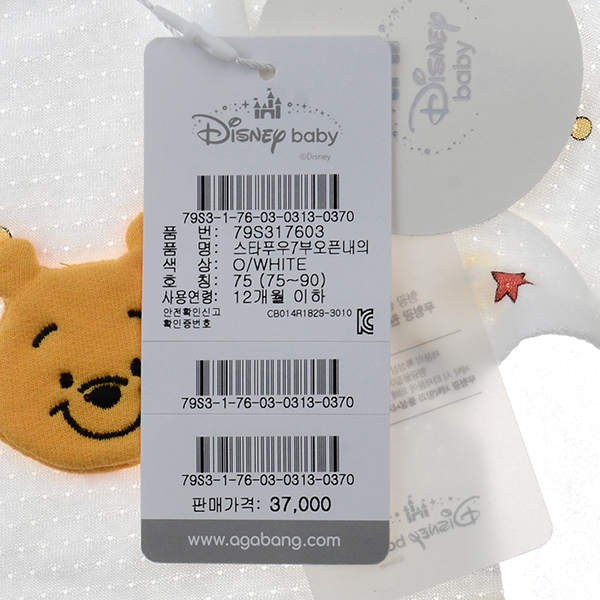 Disney baby
©Disney
79S3-1-76-03-0313-0370
품 번: 79S317603
품 명: 스타푸우7부오픈내의
색 상: O/WHITE
호 칭: 75 (75~90)
사용연령: 12개월 이하
안전확인신고
확인증번호 CB014R1829-3010
79S3-1-76-03-0313-0370
79S3-1-76-03-0313-0370
판매가격: 37,000
www.agabang.com
Disney baby
Disney baby